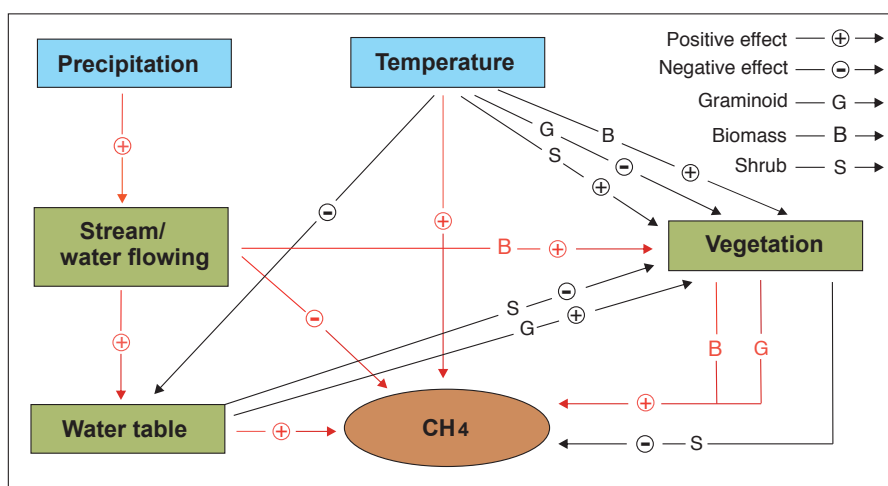 Precipitation
Temperature
Positive effect +
Negative effect −
Graminoid G
Biomass B
Shrub S
+
B
G
S
−
+
+
−
+
Stream/
water flowing
B +
Vegetation
−
+
S −
G +
B G
Water table
+
CH4
+
− S